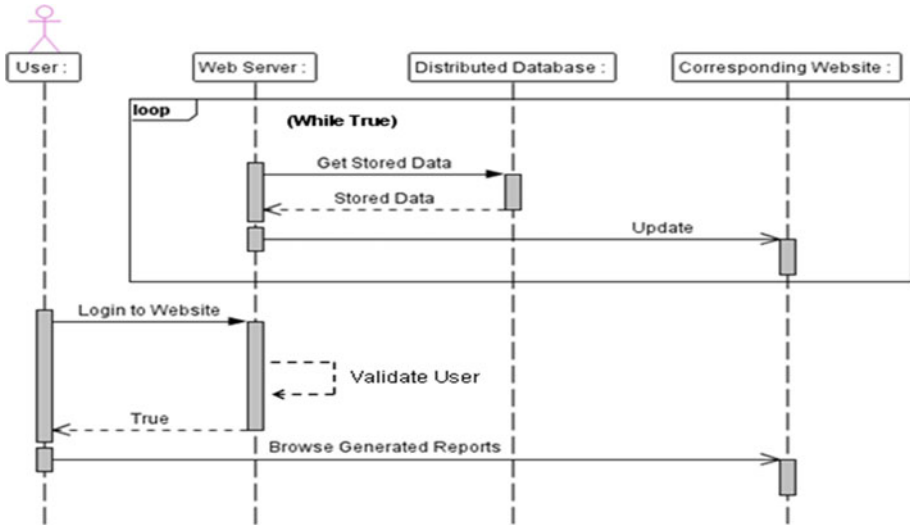 User :
Web Server :
Distributed Database :
Corresponding Website :
loop
(While True)
Get Stored Data
Stored Data
Update
Login to Website
Validate User
True
Browse Generated Reports